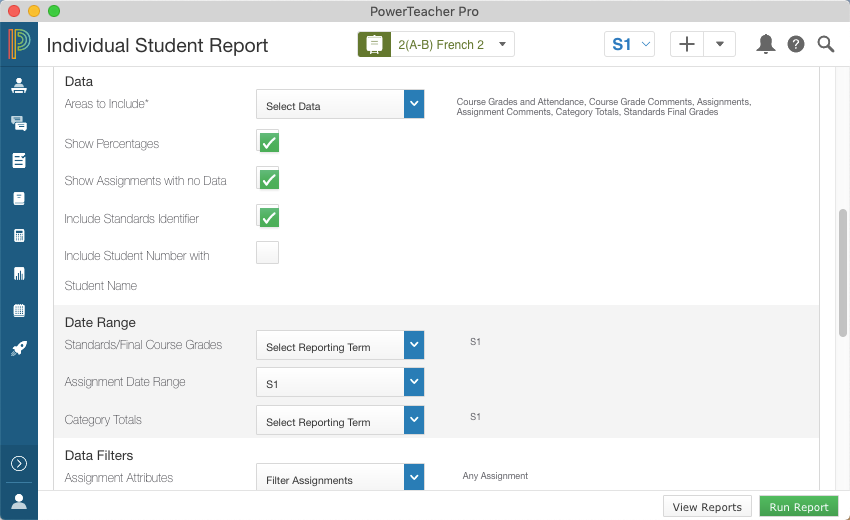 PowerTeacher Pro
Individual Student Report
2(A-B) French 2
S1
Data
Areas to Include*
Select Data
Course Grades and Attendance, Course Grade Comments, Assignments,
Assignment Comments, Category Totals, Standards Final Grades
Show Percentages
Show Assignments with no Data
Include Standards Identifier
Include Student Number with
Student Name
Date Range
Standards/Final Course Grades
Select Reporting Term
S1
Assignment Date Range
S1
Category Totals
Select Reporting Term
S1
Data Filters
Assignment Attributes
Filter Assignments
Any Assignment
View Reports
Run Report